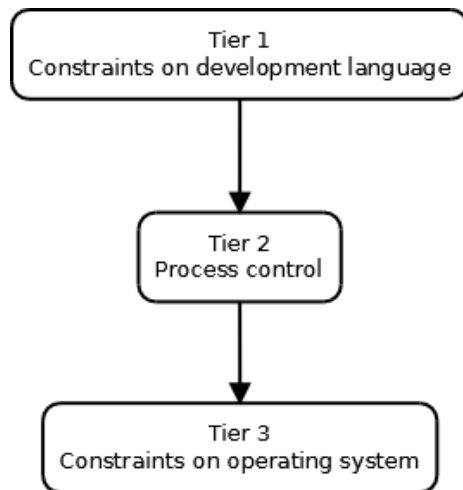 Tier 1
Constraints on development language
Tier 2
Process control
Tier 3
Constraints on operating system